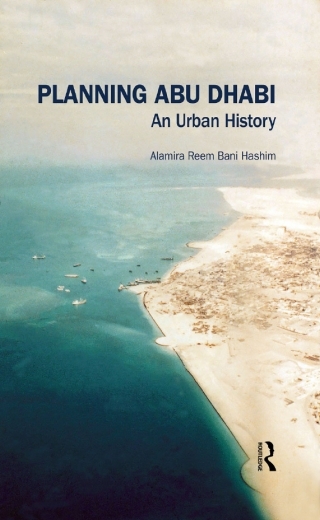 PLANNING ABU DHABI
An Urban History
Alamira Reem Bani Hashim
ROUTLEDGE